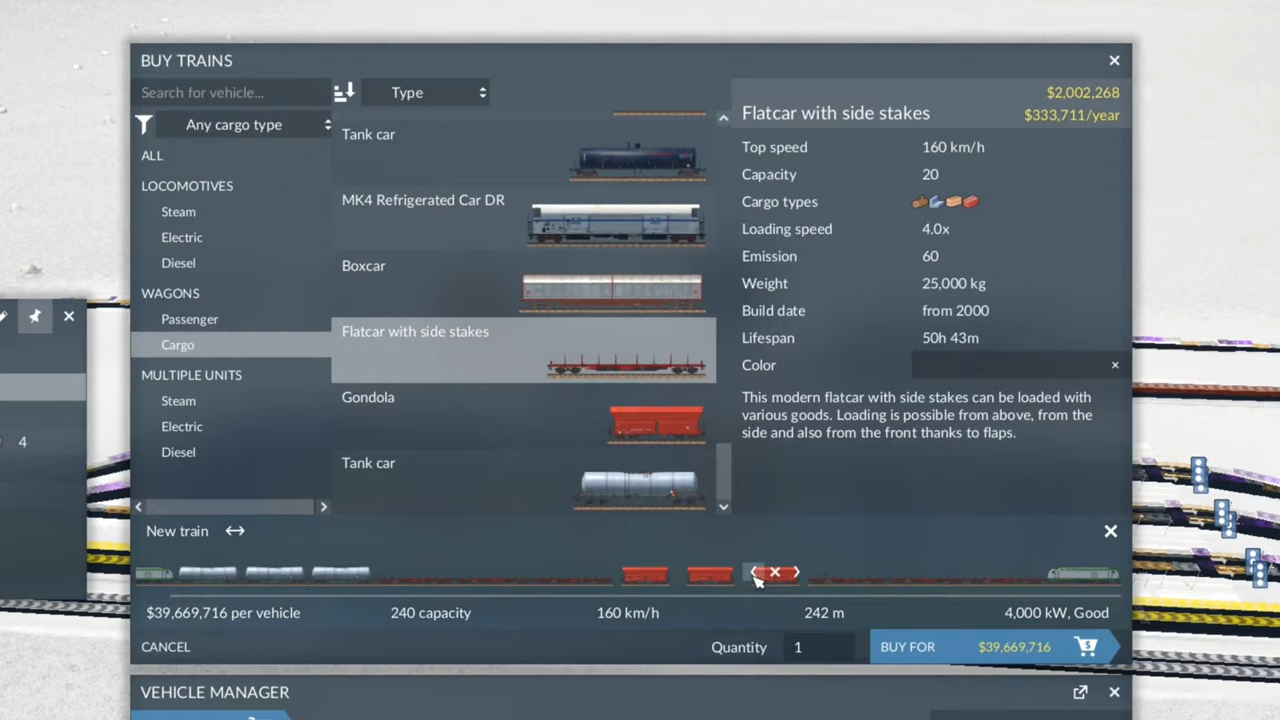 BUY TRAINS
Search for vehicle...
Type
Any cargo type
ALL
LOCOMOTIVES
Steam
Electric
Diesel
WAGONS
Passenger
Cargo
MULTIPLE UNITS
Steam
Electric
Diesel
Tank car
MK4 Refrigerated Car DR
Boxcar
Flatcar with side stakes
Gondola
Tank car
$2,002,268
Flatcar with side stakes
$333,711/year
Top speed 160 km/h
Capacity 20
Cargo types
Loading speed 4.0x
Emission 60
Weight 25,000 kg
Build date from 2000
Lifespan 50h 43m
Color
This modern flatcar with side stakes can be loaded with
various goods. Loading is possible from above, from the
side and also from the front thanks to flaps.
4
New train
$39,669,716 per vehicle 240 capacity 160 km/h 242 m 4,000 kW, Good
CANCEL Quantity 1 BUY FOR $39,669,716
VEHICLE MANAGER